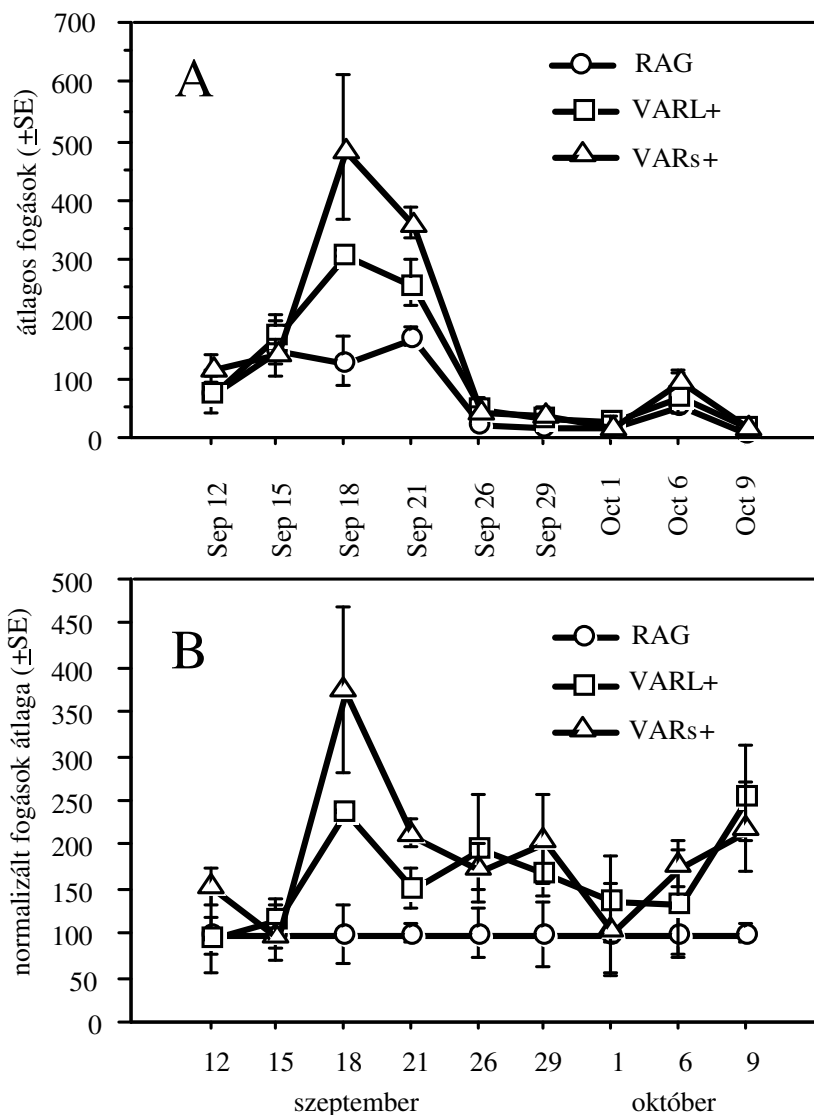 A
RAG
VARL+
VARs+
átlagos fogások (±SE)
700
600
500
400
300
200
100
0
Sep 12
Sep 15
Sep 18
Sep 21
Sep 26
Sep 29
Oct 1
Oct 6
Oct 9
B
RAG
VARL+
VARs+
normalizált fogások átlaga (±SE)
500
450
400
350
300
250
200
150
100
50
0
12 15 18 21 26 29 1 6 9
szeptember október